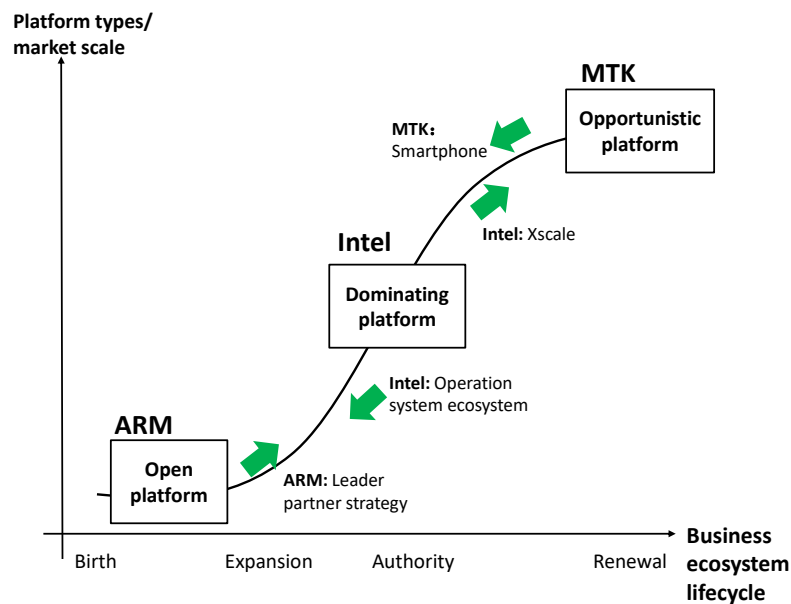 Platform types/
market scale
MTK
Opportunistic
platform
MTK：
Smartphone
Intel: Xscale
Intel
Dominating
platform
Intel: Operation
system ecosystem
ARM
Open
platform
ARM: Leader
partner strategy
Birth
Expansion
Authority
Renewal
Business
ecosystem
lifecycle